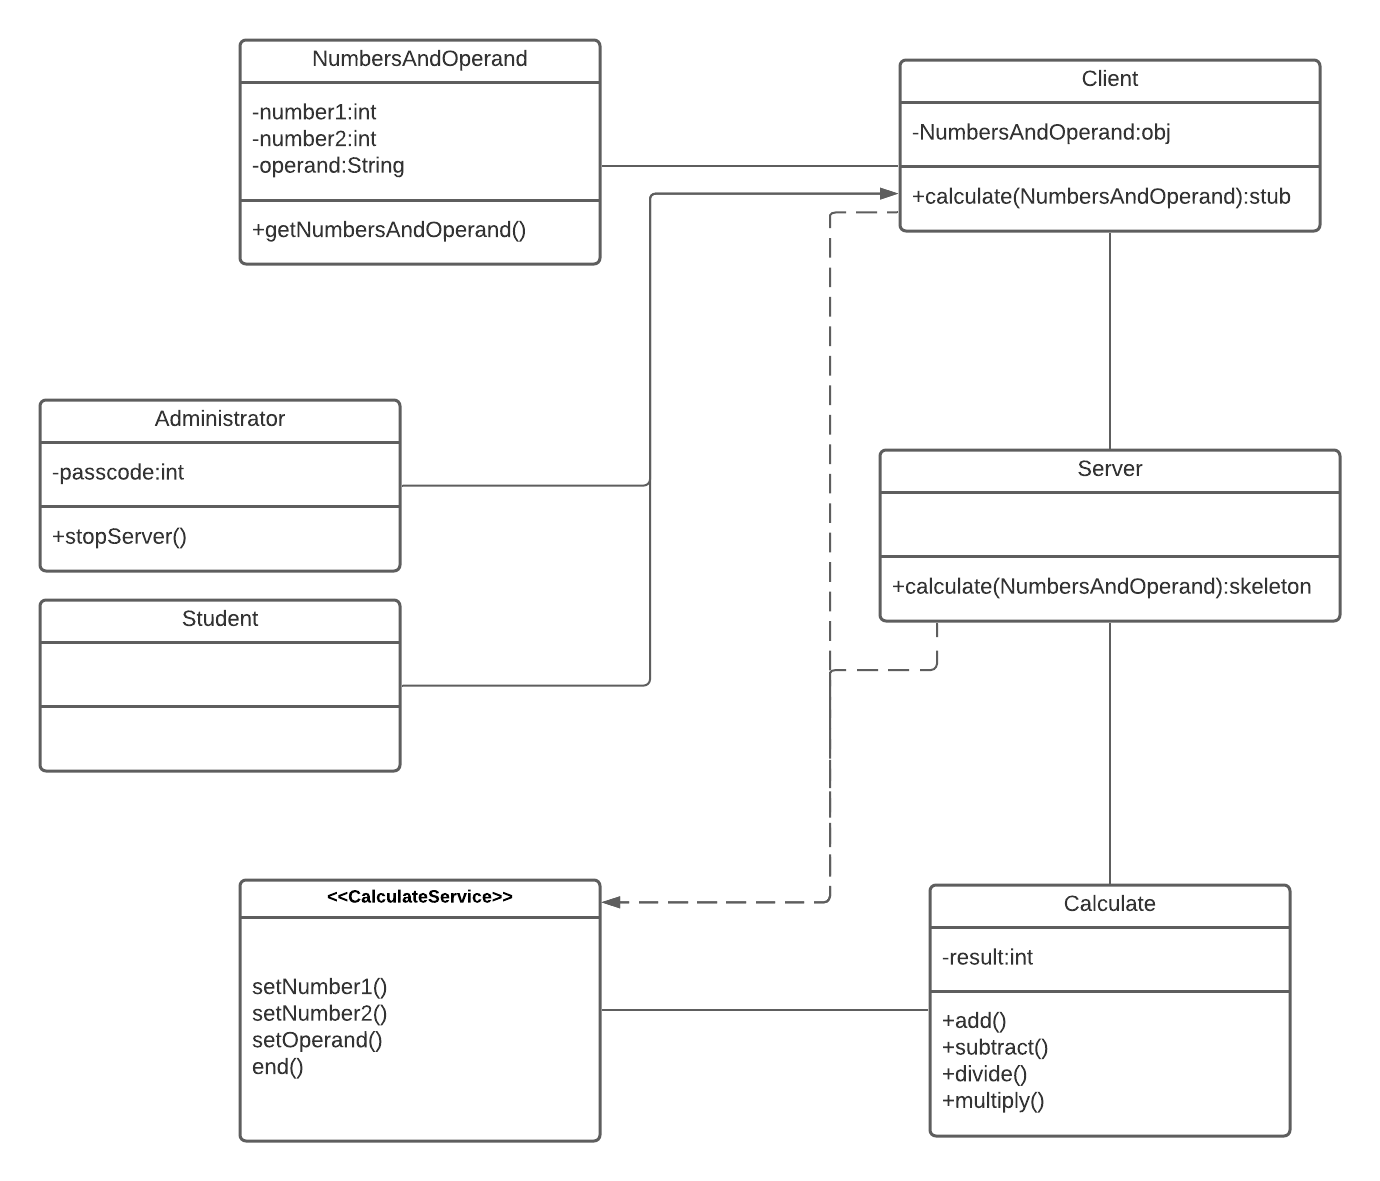 NumbersAndOperand
-number1:int
-number2:int
-operand:String
+getNumbersAndOperand()
Client
-NumbersAndOperand:obj
+calculate(NumbersAndOperand):stub
Administrator
-passcode:int
+stopServer()
Server
+calculate(NumbersAndOperand):skeleton
Student
<<CalculateService>>
setNumber1()
setNumber2()
setOperand()
end()
Calculate
-result:int
+add()
+subtract()
+divide()
+multiply()